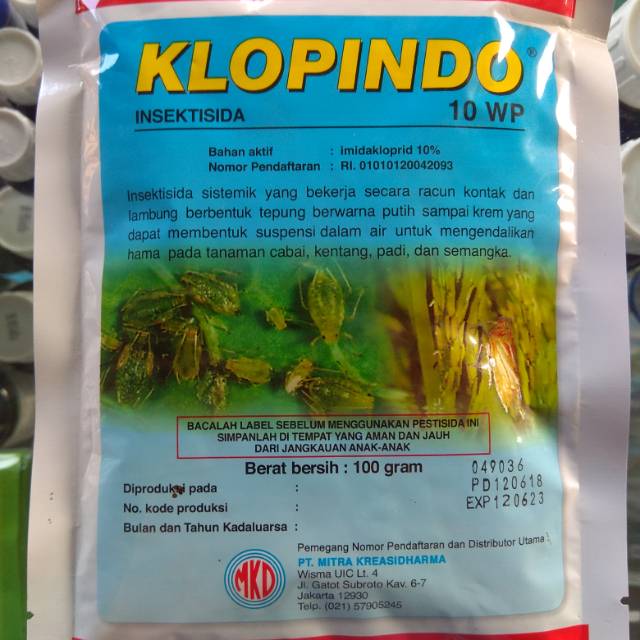 KLOPINDO®
INSEKTISIDA 10 WP
Bahan aktif : imidakloprid 10%
Nomor Pendaftaran : RI. 01010120042093
Insektisida sistemik yang bekerja secara racun kontak dan
lambung berbentuk tepung berwarna putih sampai krem yang
dapat membentuk suspensi dalam air untuk mengendalikan
hama pada tanaman cabai, kentang, padi, dan semangka.
BACALAH LABEL SEBELUM MENGGUNAKAN PESTISIDA INI
SIMPANLAH DI TEMPAT YANG AMAN DAN JAUH
DARI JANGKAUAN ANAK-ANAK
Berat bersih : 100 gram
049036
Diproduksi pada : PD120618
No. kode produksi : EXP120623
Bulan dan Tahun Kadaluarsa :
Pemegang Nomor Pendaftaran dan Distributor Utama
MKD
PT. MITRA KREASIDHARMA
Wisma UIC Lt. 4
Jl. Gatot Subroto Kav. 6-7
Jakarta 12930
Telp. (021) 57905245